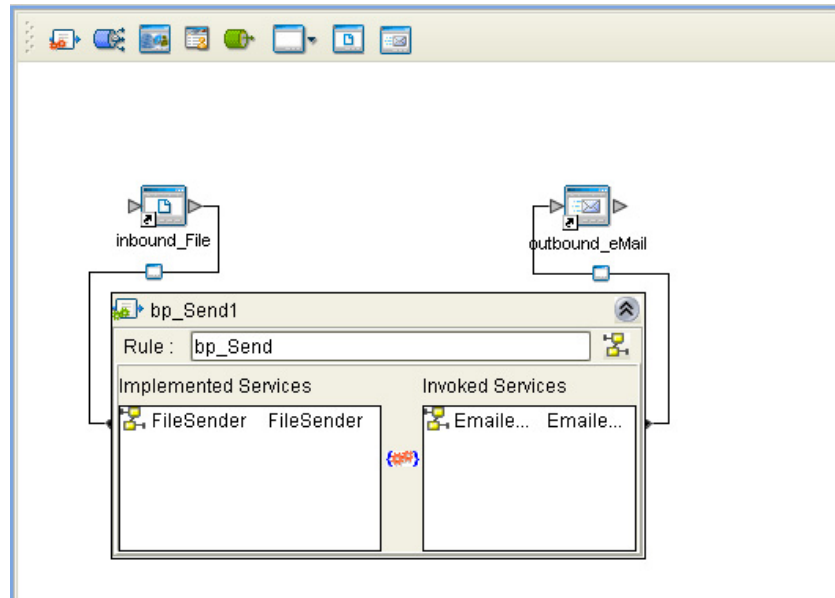 inbound_File
outbound_eMail
bp_Send1
Rule : bp_Send
Implemented Services
Invoked Services
FileSender FileSender
Emaile... Emaile...